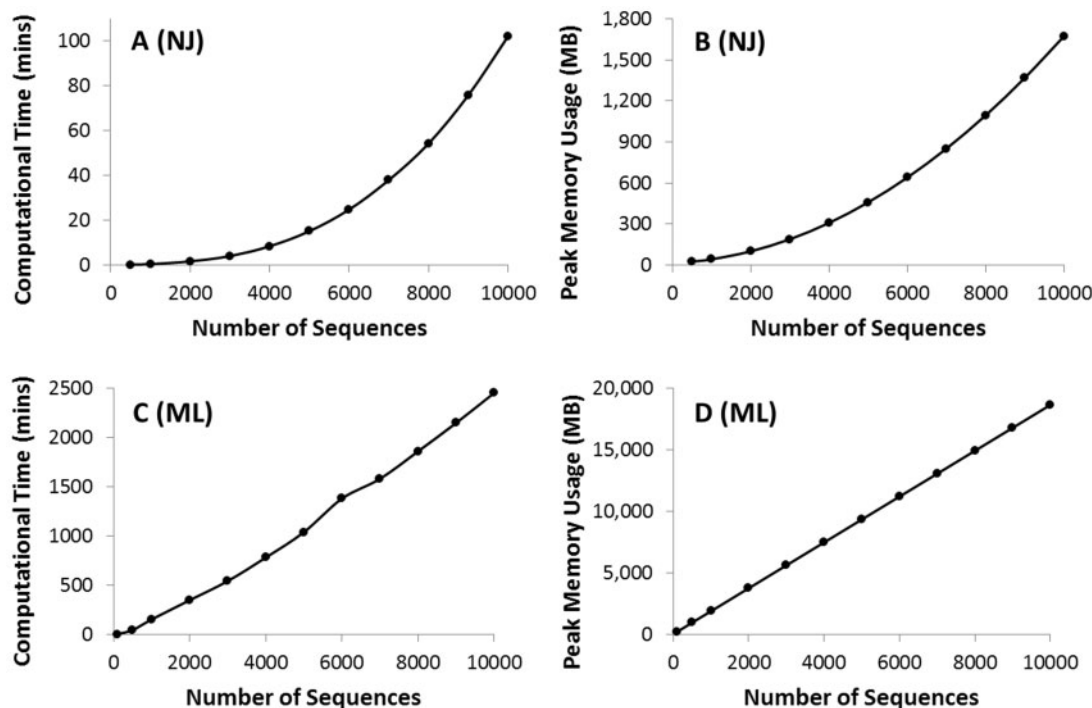 A (NJ)
Computational Time (mins)
100
80
60
40
20
0
0 2000 4000 6000 8000 10000
Number of Sequences
B (NJ)
Peak Memory Usage (MB)
1,800
1,500
1,200
900
600
300
0
0 2000 4000 6000 8000 10000
Number of Sequences
C (ML)
Computational Time (mins)
2500
2000
1500
1000
500
0
0 2000 4000 6000 8000 10000
Number of Sequences
D (ML)
Peak Memory Usage (MB)
20,000
15,000
10,000
5,000
0
0 2000 4000 6000 8000 10000
Number of Sequences